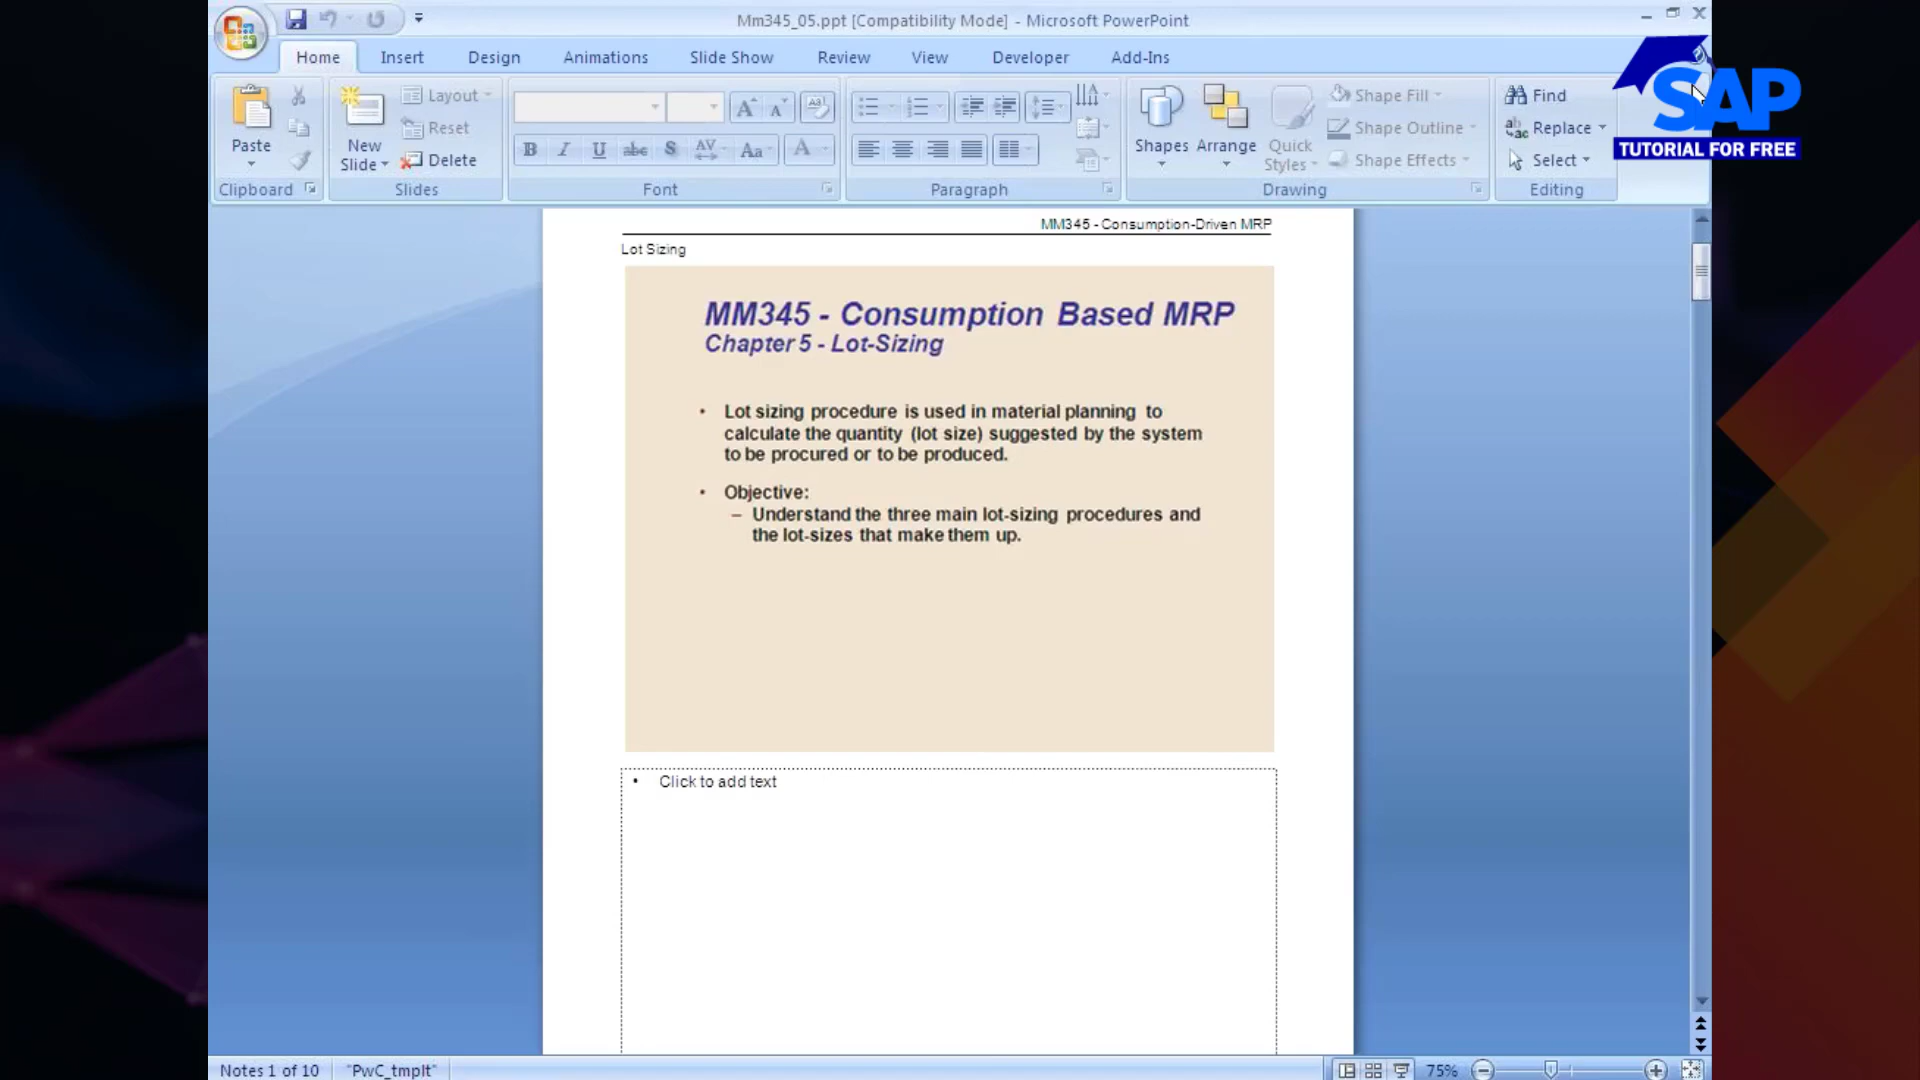 Mm345_05.ppt [Compatibility Mode] - Microsoft PowerPoint
Home Insert Design Animations Slide Show Review View Developer Add-Ins
SAP
TUTORIAL FOR FREE
Paste
Clipboard
New
Slide
Layout
Reset
Delete
Slides
B I U abc S AV Aa A
Font
Paragraph
Shapes
Arrange
Quick
Styles
Shape Fill
Shape Outline
Shape Effects
Drawing
Find
Replace
Select
Editing
MM345 - Consumption-Driven MRP
Lot Sizing
MM345 - Consumption Based MRP
Chapter 5 - Lot-Sizing
• Lot sizing procedure is used in material planning to
calculate the quantity (lot size) suggested by the system
to be procured or to be produced.
• Objective:
– Understand the three main lot-sizing procedures and
the lot-sizes that make them up.
• Click to add text
Notes 1 of 10
"PwC_tmplt"
75%